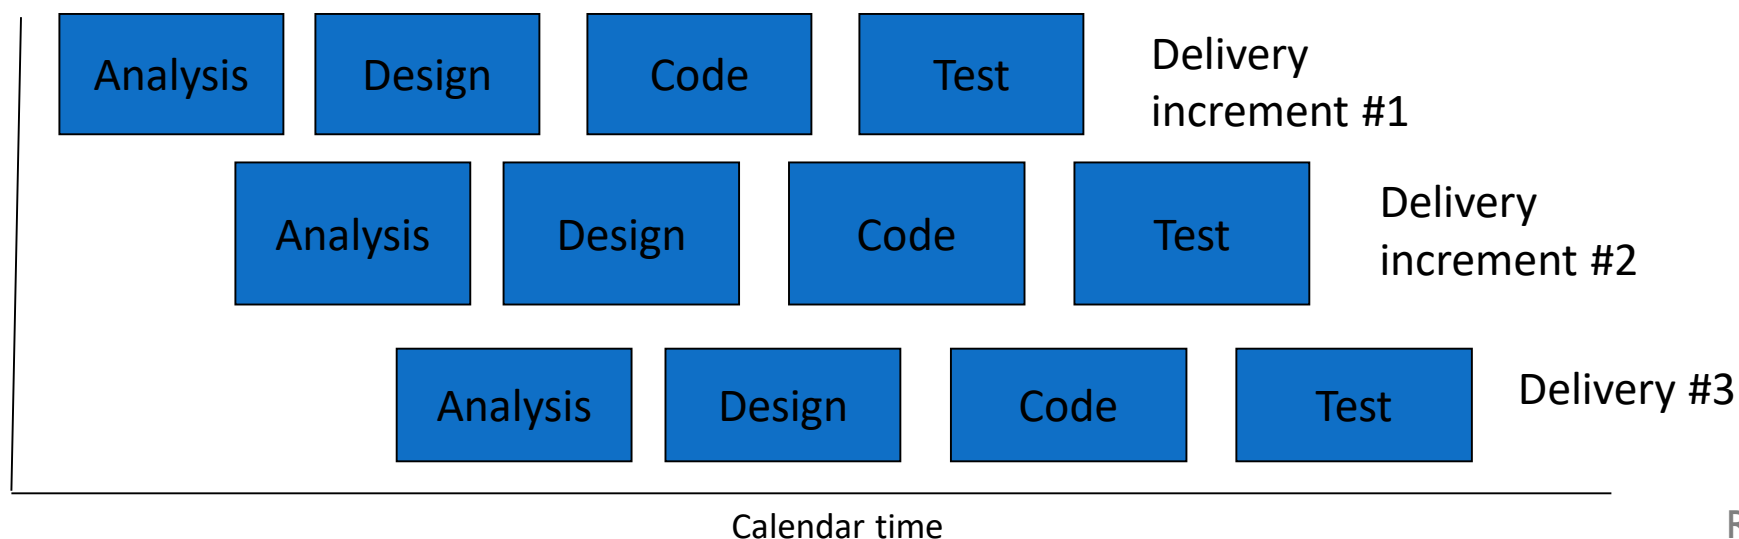 Analysis
Design
Code
Test
Delivery
increment #1
Analysis
Design
Code
Test
Delivery
increment #2
Analysis
Design
Code
Test
Delivery #3
Calendar time